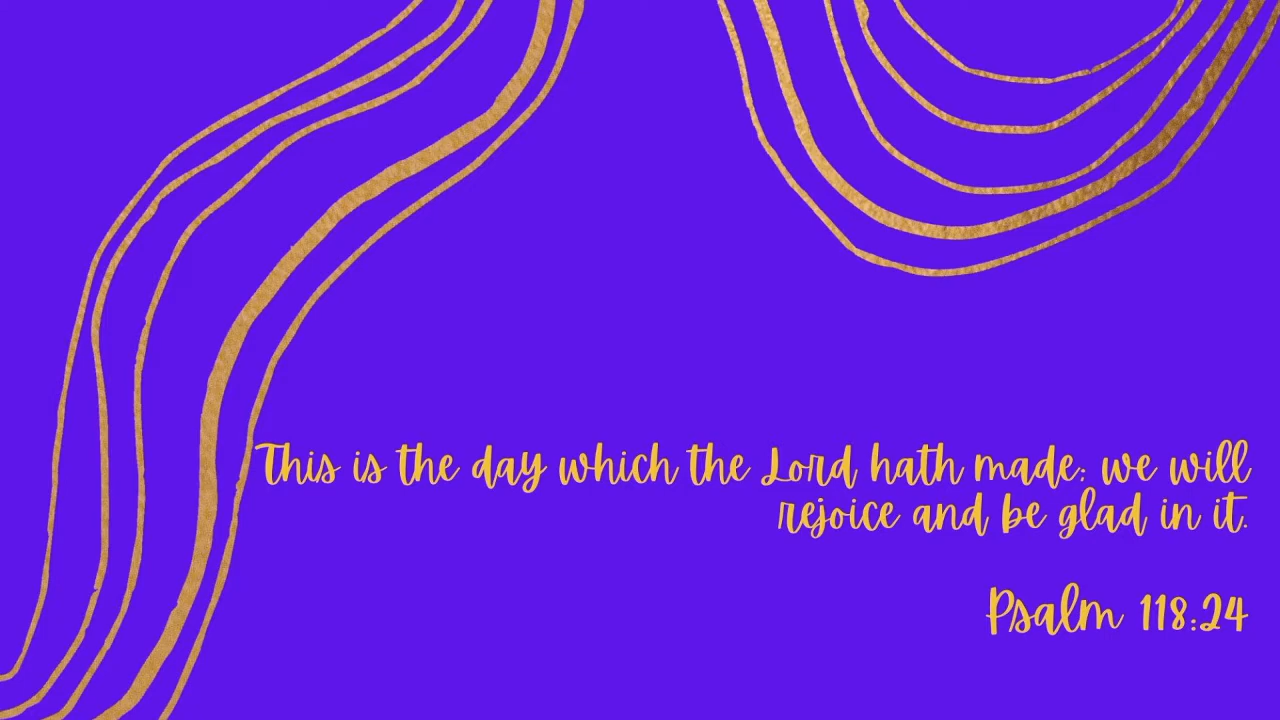 This is the day which the Lord hath made; we will
rejoice and be glad in it.
Psalm 118:24